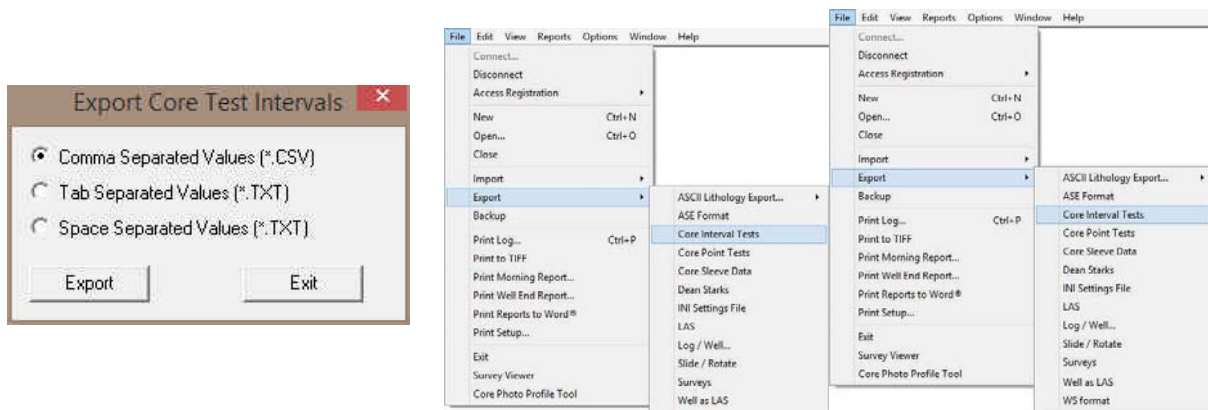 Export Core Test Intervals
Comma Separated Values (*.CSV)
Tab Separated Values (*.TXT)
Space Separated Values (*.TXT)
Export Exit
File Edit View Reports Options Window Help
Connect...
Disconnect
Access Registration
New Ctrl+N
Open... Ctrl+O
Close
Import
Export
Backup
Print Log... Ctrl+P
Print to TIFF
Print Morning Report...
Print Well End Report...
Print Reports to Word®
Print Setup...
Exit
Survey Viewer
Core Photo Profile Tool
ASCII Lithology Export...
ASE Format
Core Interval Tests
Core Point Tests
Core Sleeve Data
Dean Starks
INI Settings File
LAS
Log / Well...
Slide / Rotate
Surveys
Well as LAS
File Edit View Reports Options Window Help
Connect...
Disconnect
Access Registration
New Ctrl+N
Open... Ctrl+O
Close
Import
Export
Backup
Print Log... Ctrl+P
Print to TIFF
Print Morning Report...
Print Well End Report...
Print Reports to Word®
Print Setup...
Exit
Survey Viewer
Core Photo Profile Tool
ASCII Lithology Export...
ASE Format
Core Interval Tests
Core Point Tests
Core Sleeve Data
Dean Starks
INI Settings File
LAS
Log / Well...
Slide / Rotate
Surveys
Well as LAS
WS format